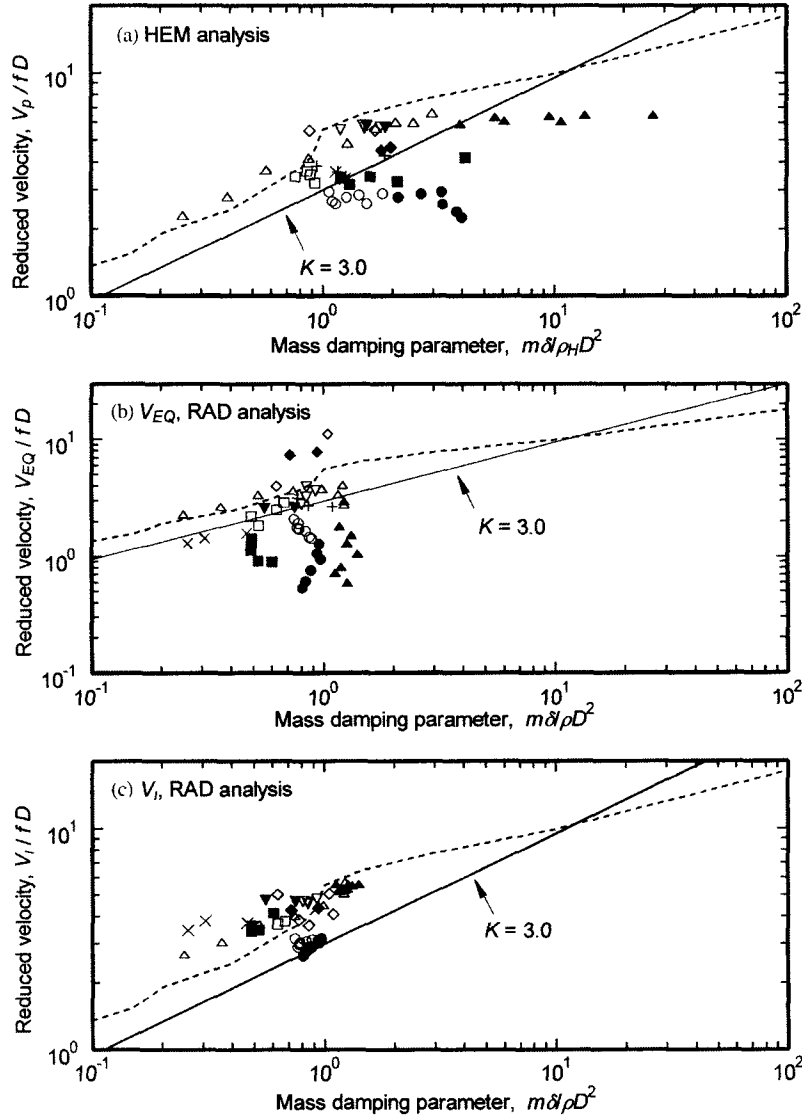 (a) HEM analysis
Reduced velocity, V_p / f D
10^1
10^0
K = 3.0
10^-1
10^0
10^1
10^2
Mass damping parameter, mδ/ρ_H D^2
(b) V_EQ, RAD analysis
Reduced velocity, V_EQ / f D
10^1
10^0
10^-1
K = 3.0
10^-1
10^0
10^1
10^2
Mass damping parameter, mδ/ρD^2
(c) V_I, RAD analysis
Reduced velocity, V_I / f D
10^1
10^0
K = 3.0
10^-1
10^0
10^1
10^2
Mass damping parameter, mδ/ρD^2